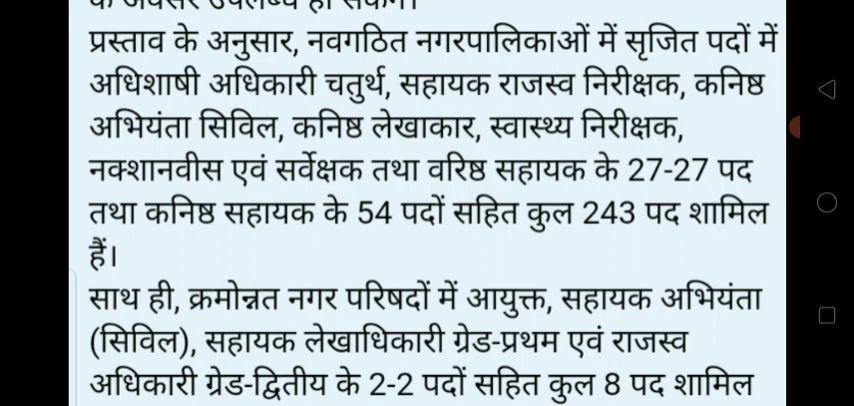 के अवसर उपलब्ध हो सकेंगे।
प्रस्ताव के अनुसार, नवगठित नगरपालिकाओं में सृजित पदों में
अधिशाषी अधिकारी चतुर्थ, सहायक राजस्व निरीक्षक, कनिष्ठ
अभियंता सिविल, कनिष्ठ लेखाकार, स्वास्थ्य निरीक्षक,
नक्शानवीस एवं सर्वेक्षक तथा वरिष्ठ सहायक के 27-27 पद
तथा कनिष्ठ सहायक के 54 पदों सहित कुल 243 पद शामिल
हैं।
साथ ही, क्रमोन्नत नगर परिषदों में आयुक्त, सहायक अभियंता
(सिविल), सहायक लेखाधिकारी ग्रेड-प्रथम एवं राजस्व
अधिकारी ग्रेड-द्वितीय के 2-2 पदों सहित कुल 8 पद शामिल